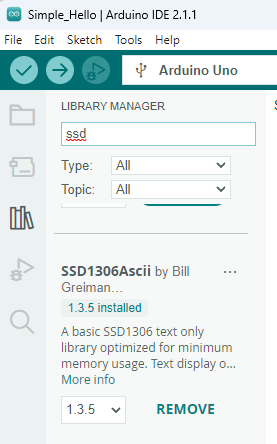 Simple_Hello | Arduino IDE 2.1.1
File Edit Sketch Tools Help
Arduino Uno
LIBRARY MANAGER
ssd
Type: All
Topic: All
SSD1306Ascii by Bill
Greiman...
1.3.5 installed
A basic SSD1306 text only
library optimized for minimum
memory usage. Text display o...
More info
1.3.5 REMOVE